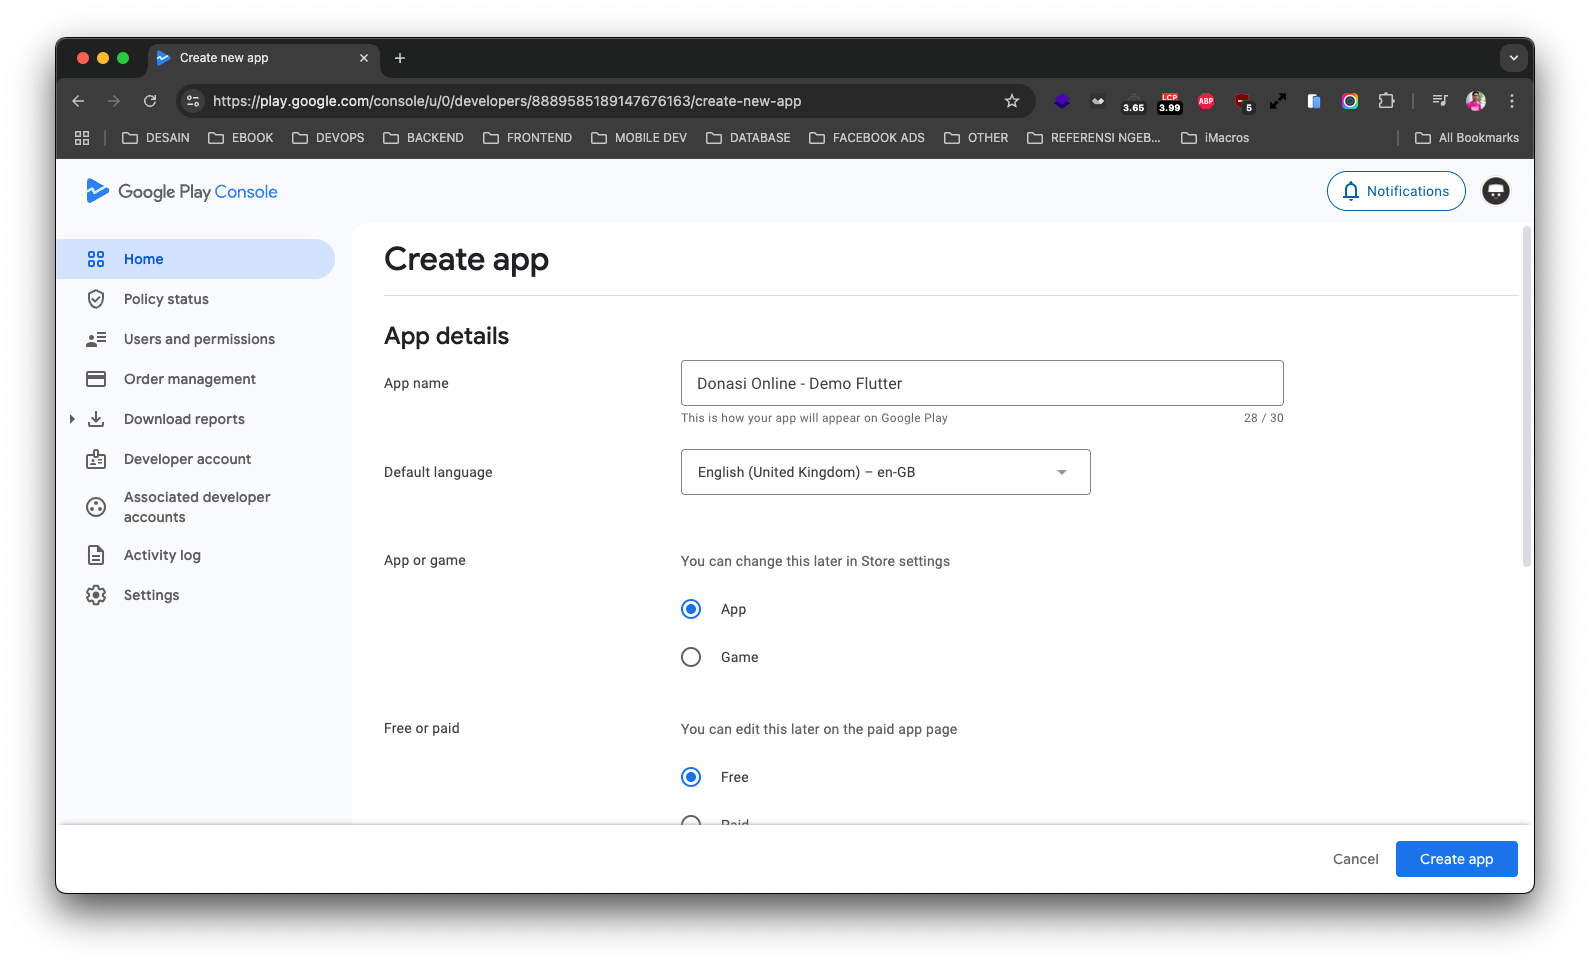 Create new app
https://play.google.com/console/u/0/developers/8889585189147676163/create-new-app
3.65
LCP
3.99
ABP
5
DESAIN
EBOOK
DEVOPS
BACKEND
FRONTEND
MOBILE DEV
DATABASE
FACEBOOK ADS
OTHER
REFERENSI NGEB...
iMacros
All Bookmarks
Google Play Console
Notifications
Home
Policy status
Users and permissions
Order management
Download reports
Developer account
Associated developer
accounts
Activity log
Settings
Create app
App details
App name
Donasi Online - Demo Flutter
This is how your app will appear on Google Play
28 / 30
Default language
English (United Kingdom) – en-GB
App or game
You can change this later in Store settings
App
Game
Free or paid
You can edit this later on the paid app page
Free
Paid
Cancel
Create app